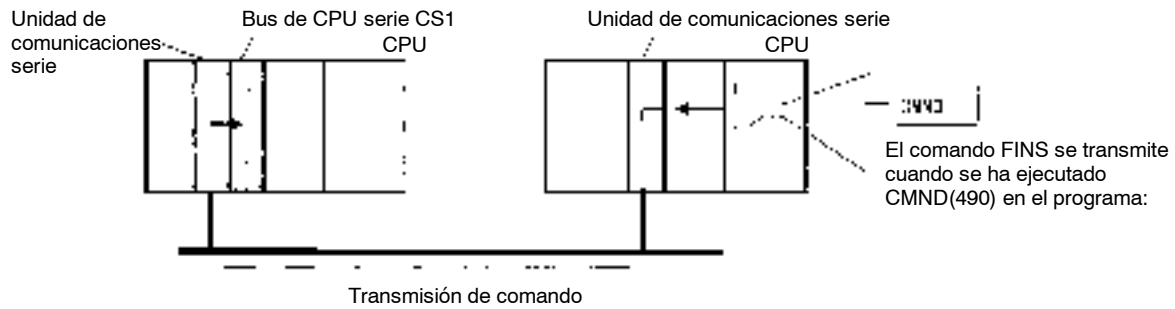 Unidad de comunicaciones serie
Bus de CPU serie CS1
CPU
Unidad de comunicaciones serie
CPU
El comando FINS se transmite
cuando se ha ejecutado
CMND(490) en el programa:
Transmisión de comando